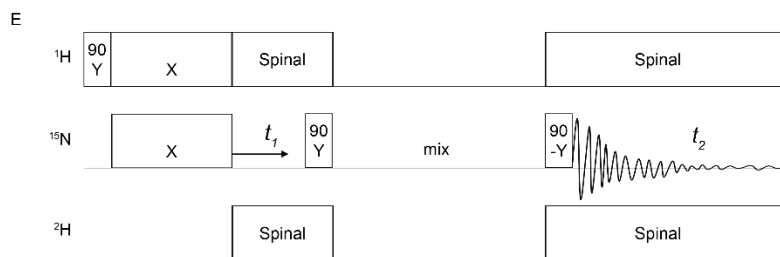 E
¹H
90
Y
X
Spinal
Spinal
¹⁵N
X
t₁
90
Y
mix
90
-Y
t₂
²H
Spinal
Spinal